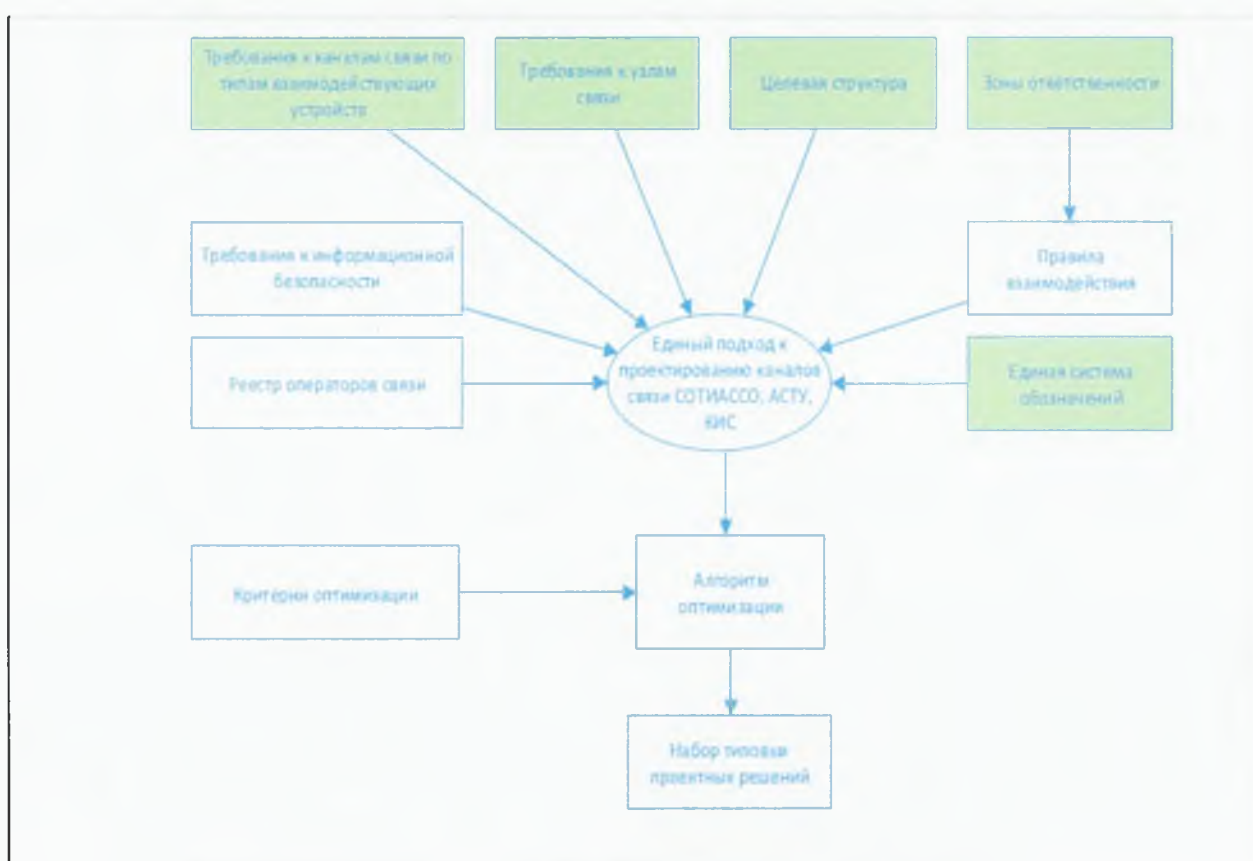 Требования к каналам связи по
типам взаимодействующих
устройств
Требования к узлам
связи
Целевая структура
Зоны ответственности
Требования к информационной
безопасности
Правила
взаимодействия
Реестр операторов связи
Единый подход к
проектированию каналов
связи СОТИАССО, АСТУ,
КИС
Единая система
обозначений
Критерии оптимизации
Алгоритм
оптимизации
Набор типовых
проектных решений